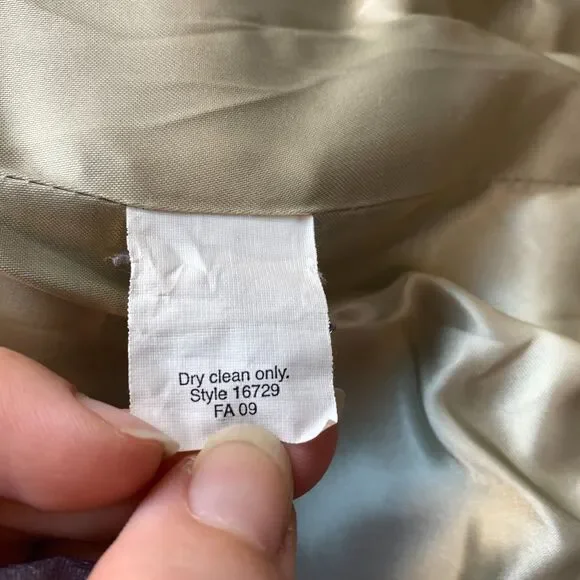 Dry clean only.
Style 16729
FA 09